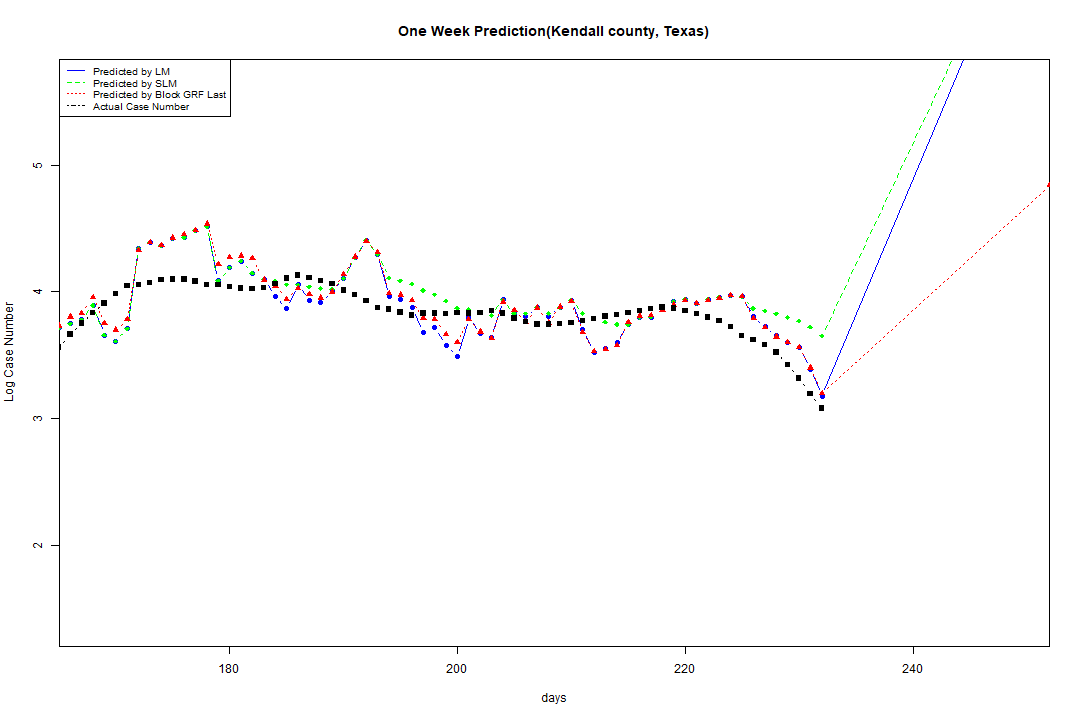 One Week Prediction(Kendall county, Texas)
Predicted by LM
Predicted by SLM
Predicted by Block GRF Last
Actual Case Number
5
4
3
2
Log Case Number
180
200
220
240
days